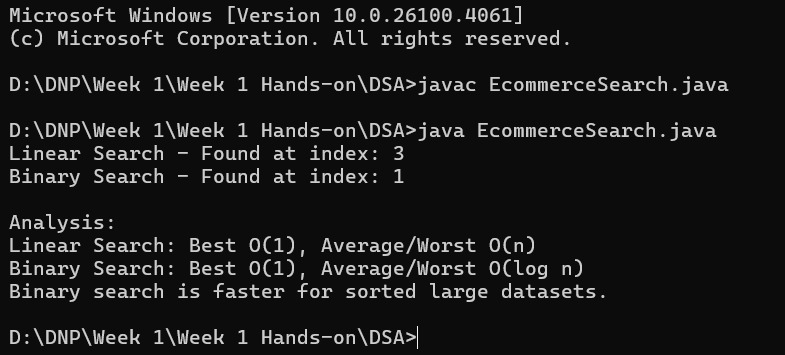 Microsoft Windows [Version 10.0.26100.4061]
(c) Microsoft Corporation. All rights reserved.
D:\DNP\Week 1\Week 1 Hands-on\DSA>javac EcommerceSearch.java
D:\DNP\Week 1\Week 1 Hands-on\DSA>java EcommerceSearch.java
Linear Search - Found at index: 3
Binary Search - Found at index: 1
Analysis:
Linear Search: Best O(1), Average/Worst O(n)
Binary Search: Best O(1), Average/Worst O(log n)
Binary search is faster for sorted large datasets.
D:\DNP\Week 1\Week 1 Hands-on\DSA>